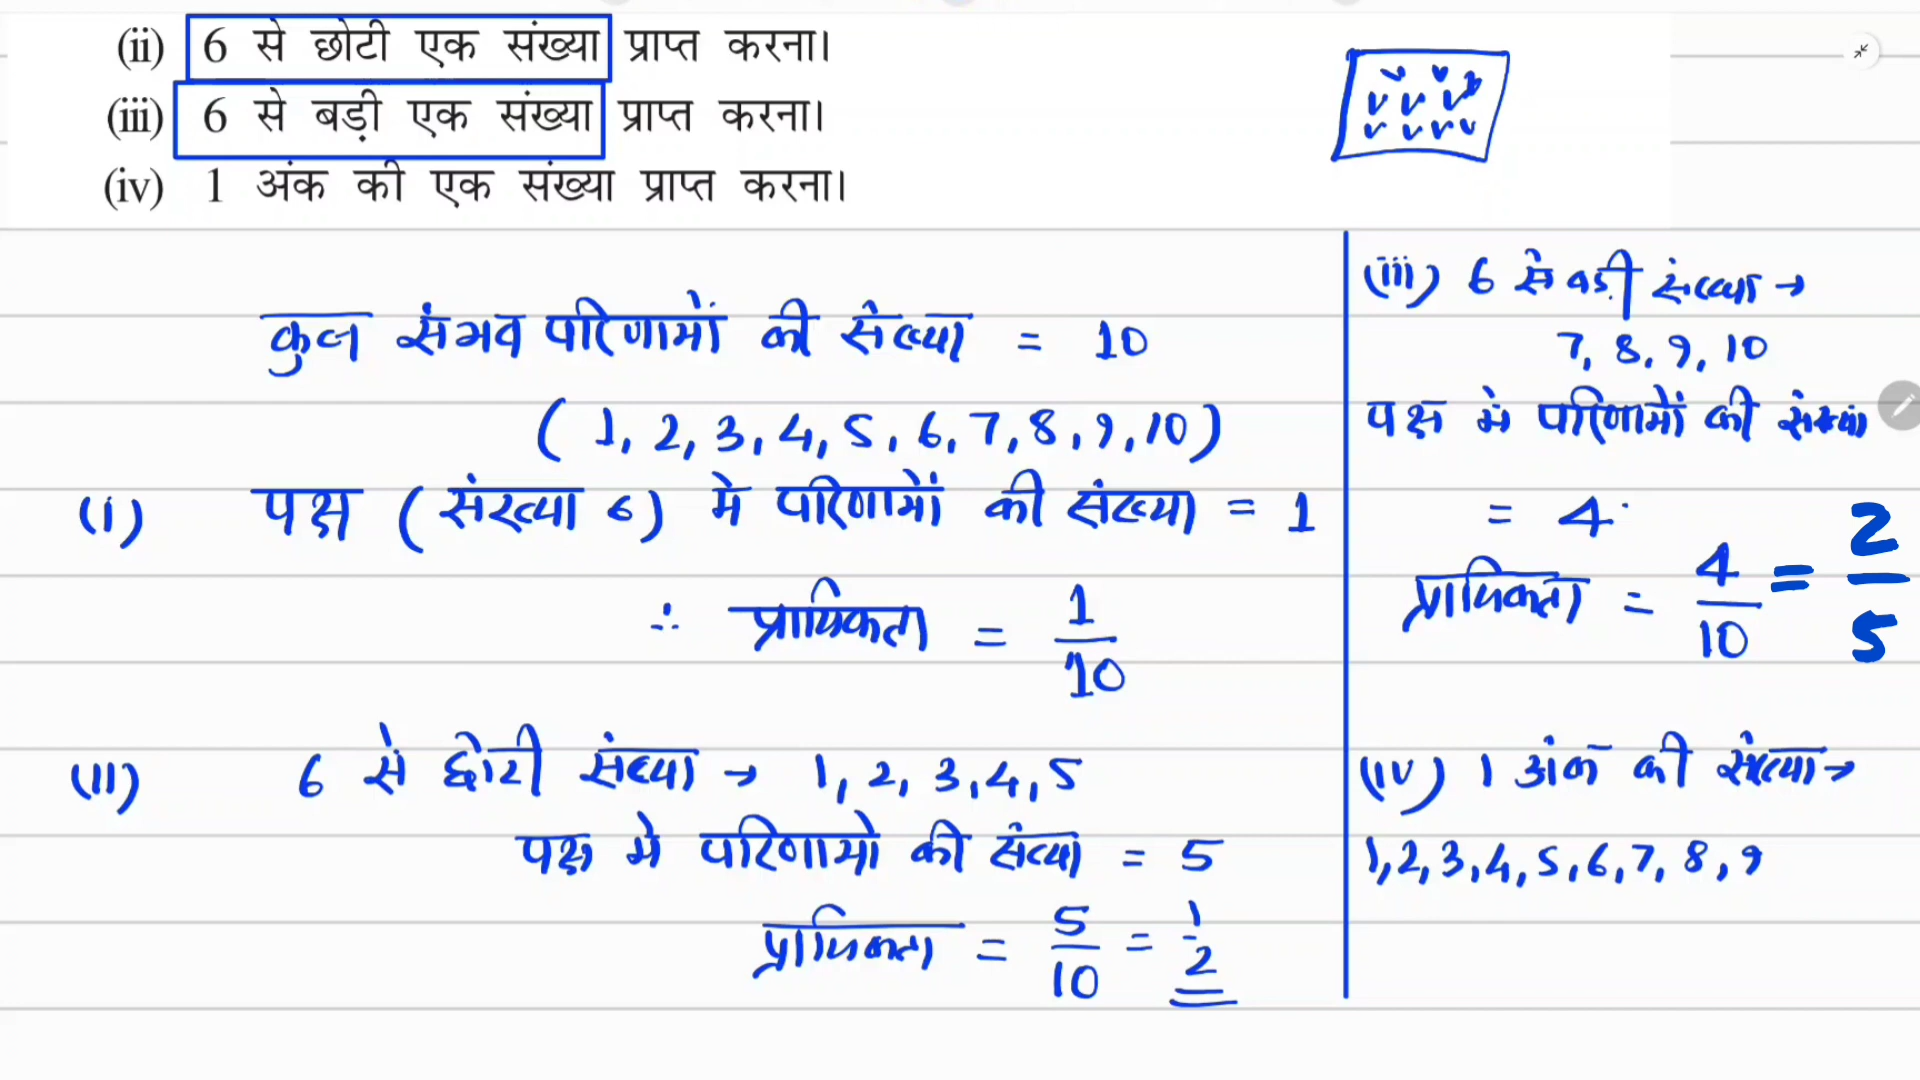 (ii) 6 से छोटी एक संख्या प्राप्त करना।
(iii) 6 से बड़ी एक संख्या प्राप्त करना।
(iv) 1 अंक की एक संख्या प्राप्त करना।
कुल संभव परिणामों की संख्या = 10
( 1, 2, 3, 4, 5, 6, 7, 8, 9, 10 )
(i) पक्ष ( संख्या 6 ) मे परिणामों की संख्या = 1
∴ प्रायिकता = 1/10
(ii) 6 से छोटी संख्या → 1, 2, 3, 4, 5
पक्ष मे परिणामो की संख्या = 5
प्रायिकता = 5/10 = 1/2
(iii) 6 से बड़ी संख्या →
7, 8, 9, 10
पक्ष मे परिणामों की संख्या
= 4
प्रायिकता = 4/10 = 2/5
(iv) 1 अंक की संख्या →
1, 2, 3, 4, 5, 6, 7, 8, 9